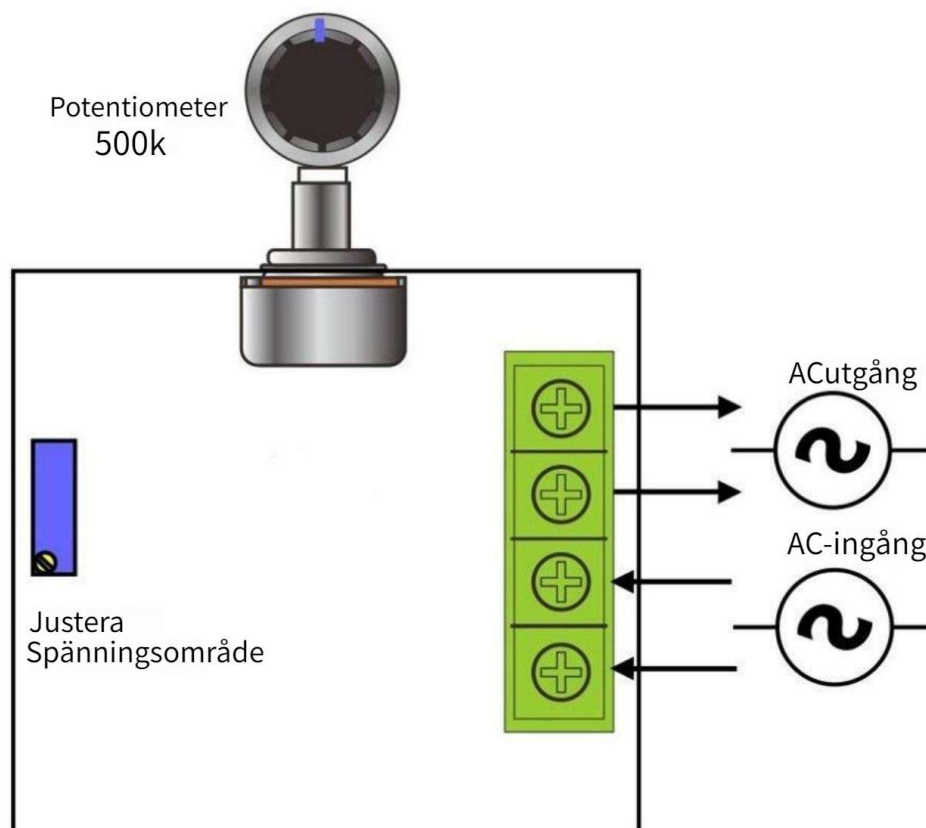 Potentiometer
500k
ACutgång
AC-ingång
Justera
Spänningsområde